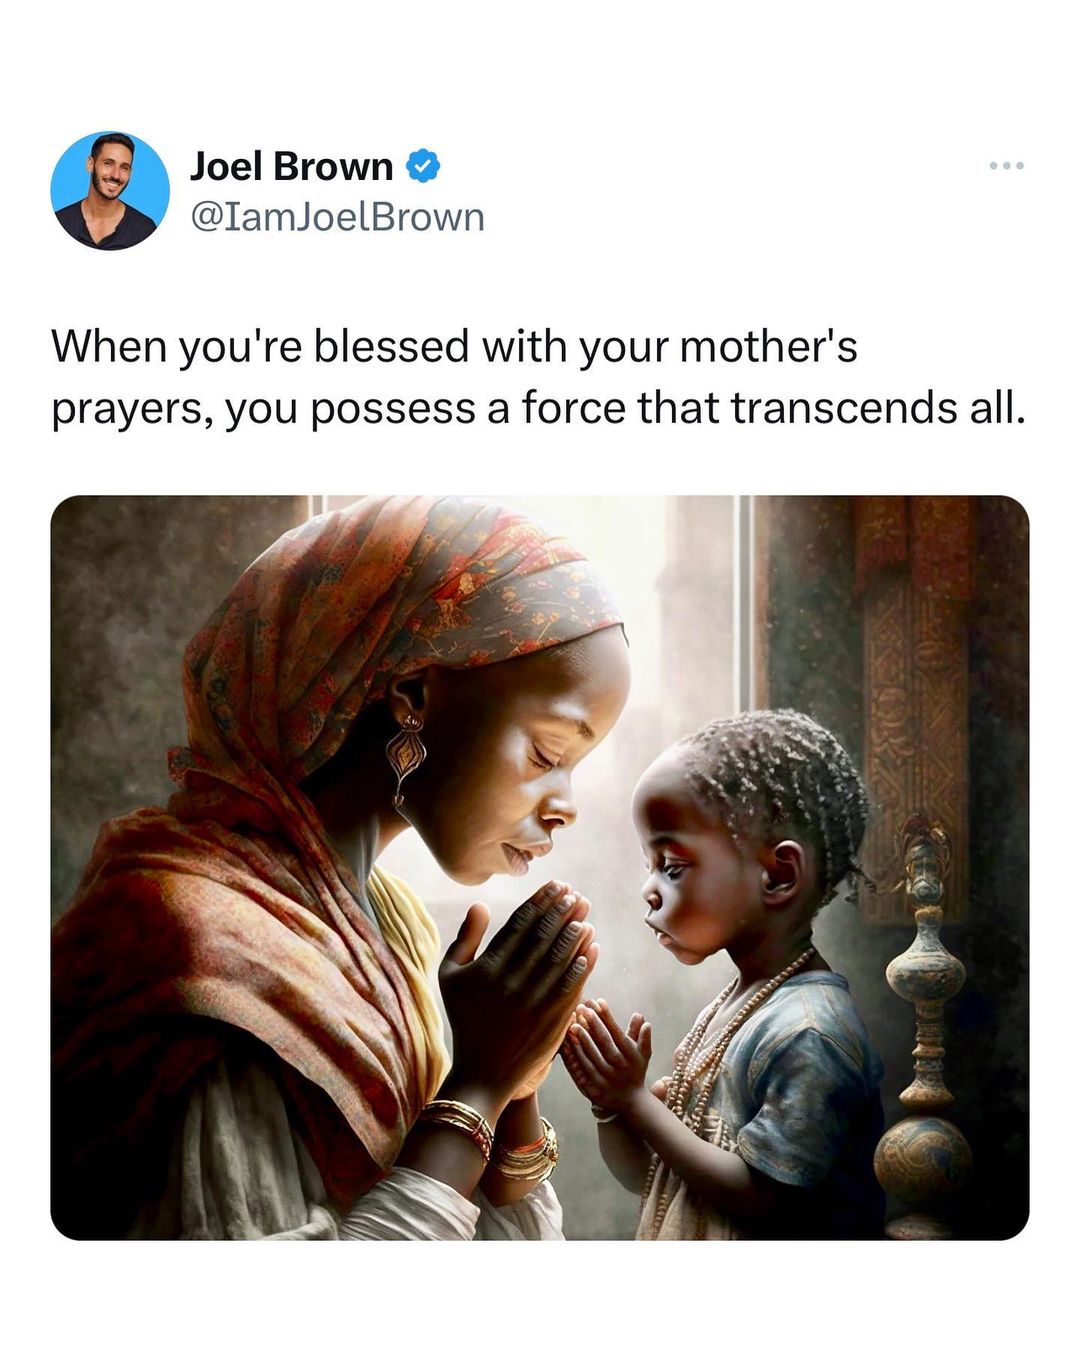 Joel Brown
@IamJoelBrown
When you're blessed with your mother's
prayers, you possess a force that transcends all.